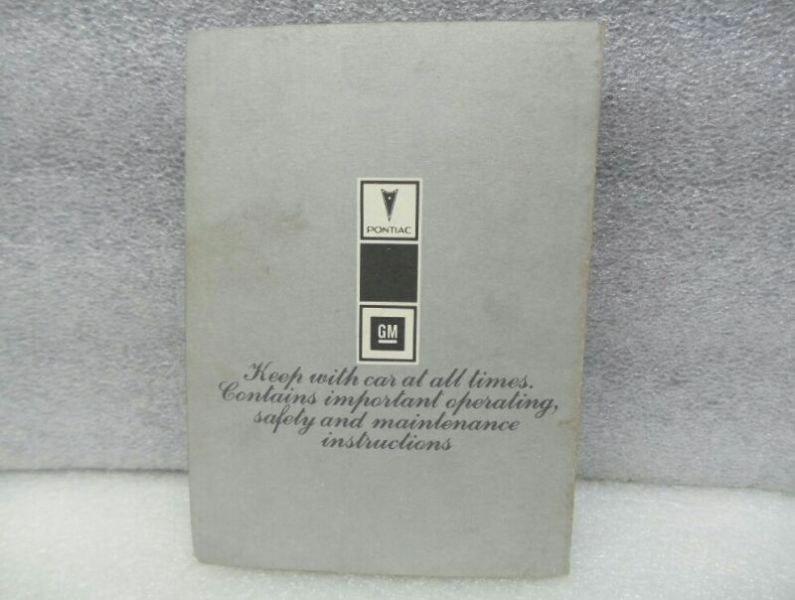 PONTIAC
GM
Keep with car at all times.
Contains important operating,
safety and maintenance
instructions